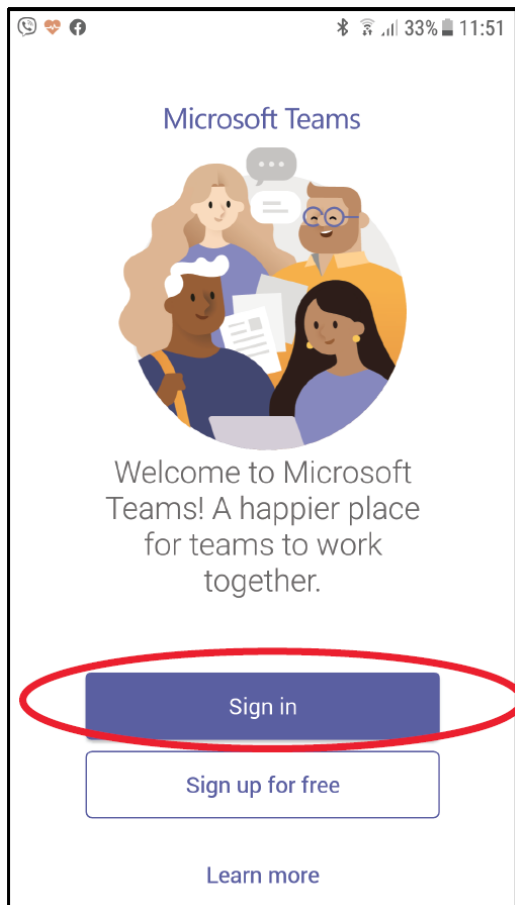 33% 11:51
Microsoft Teams
Welcome to Microsoft
Teams! A happier place
for teams to work
together.
Sign in
Sign up for free
Learn more